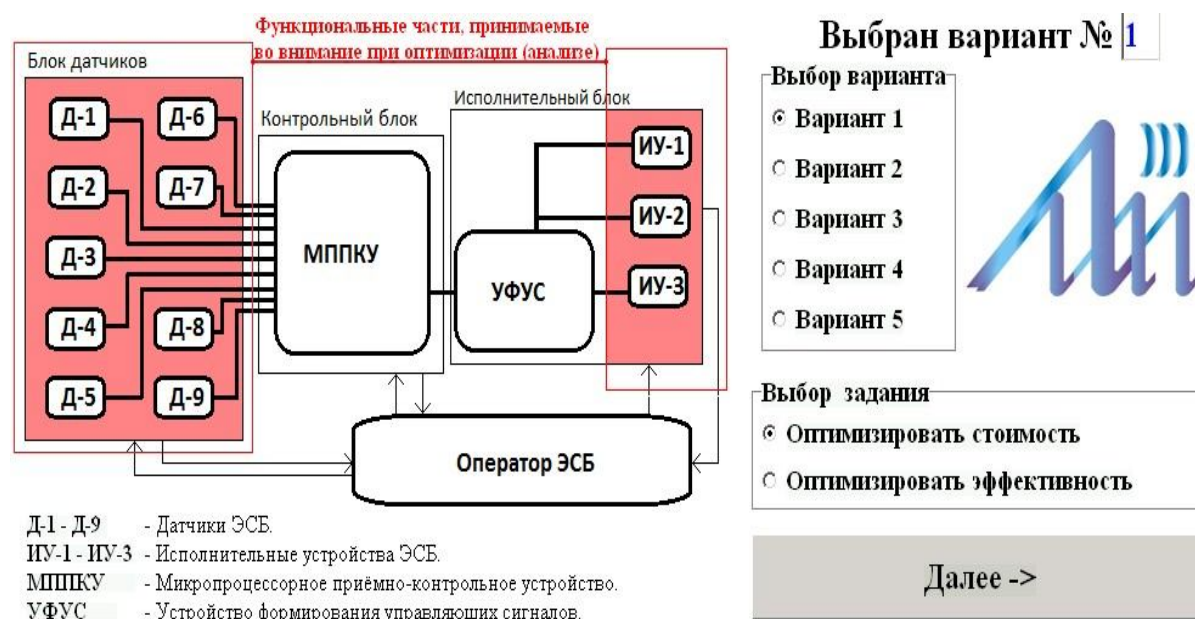 Функциональные части, принимаемые
во внимание при оптимизации (анализе)
Блок датчиков
Д-1
Д-2
Д-3
Д-4
Д-5
Д-6
Д-7
Д-8
Д-9
Контрольный блок
МППКУ
Исполнительный блок
УФУС
ИУ-1
ИУ-2
ИУ-3
Оператор ЭСБ
Д-1 - Д-9 - Датчики ЭСБ.
ИУ-1 - ИУ-3 - Исполнительные устройства ЭСБ.
МППКУ - Микропроцессорное приёмно-контрольное устройство.
УФУС - Устройство формирования управляющих сигналов.
Выбран вариант № 1
Выбор варианта
Вариант 1
Вариант 2
Вариант 3
Вариант 4
Вариант 5
Выбор задания
Оптимизировать стоимость
Оптимизировать эффективность
Далее ->